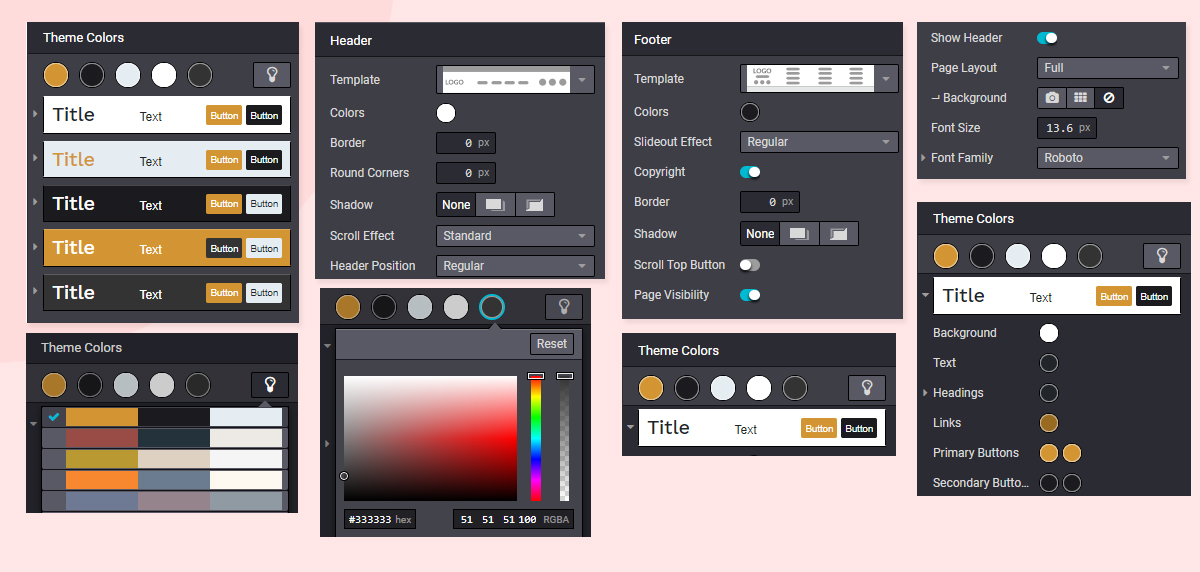 Theme Colors
Title Text Button Button
Title Text Button Button
Title Text Button Button
Title Text Button Button
Title Text Button Button
Theme Colors
Header
Template LOGO
Colors
Border 0 px
Round Corners 0 px
Shadow None
Scroll Effect Standard
Header Position Regular
Reset
#333333 hex 51 51 51 100 RGBA
Footer
Template LOGO
Colors
Slideout Effect Regular
Copyright
Border 0 px
Shadow None
Scroll Top Button
Page Visibility
Theme Colors
Title Text Button Button
Show Header
Page Layout Full
Background
Font Size 13.6 px
Font Family Roboto
Theme Colors
Title Text Button Button
Background
Text
Headings
Links
Primary Buttons
Secondary Butto...